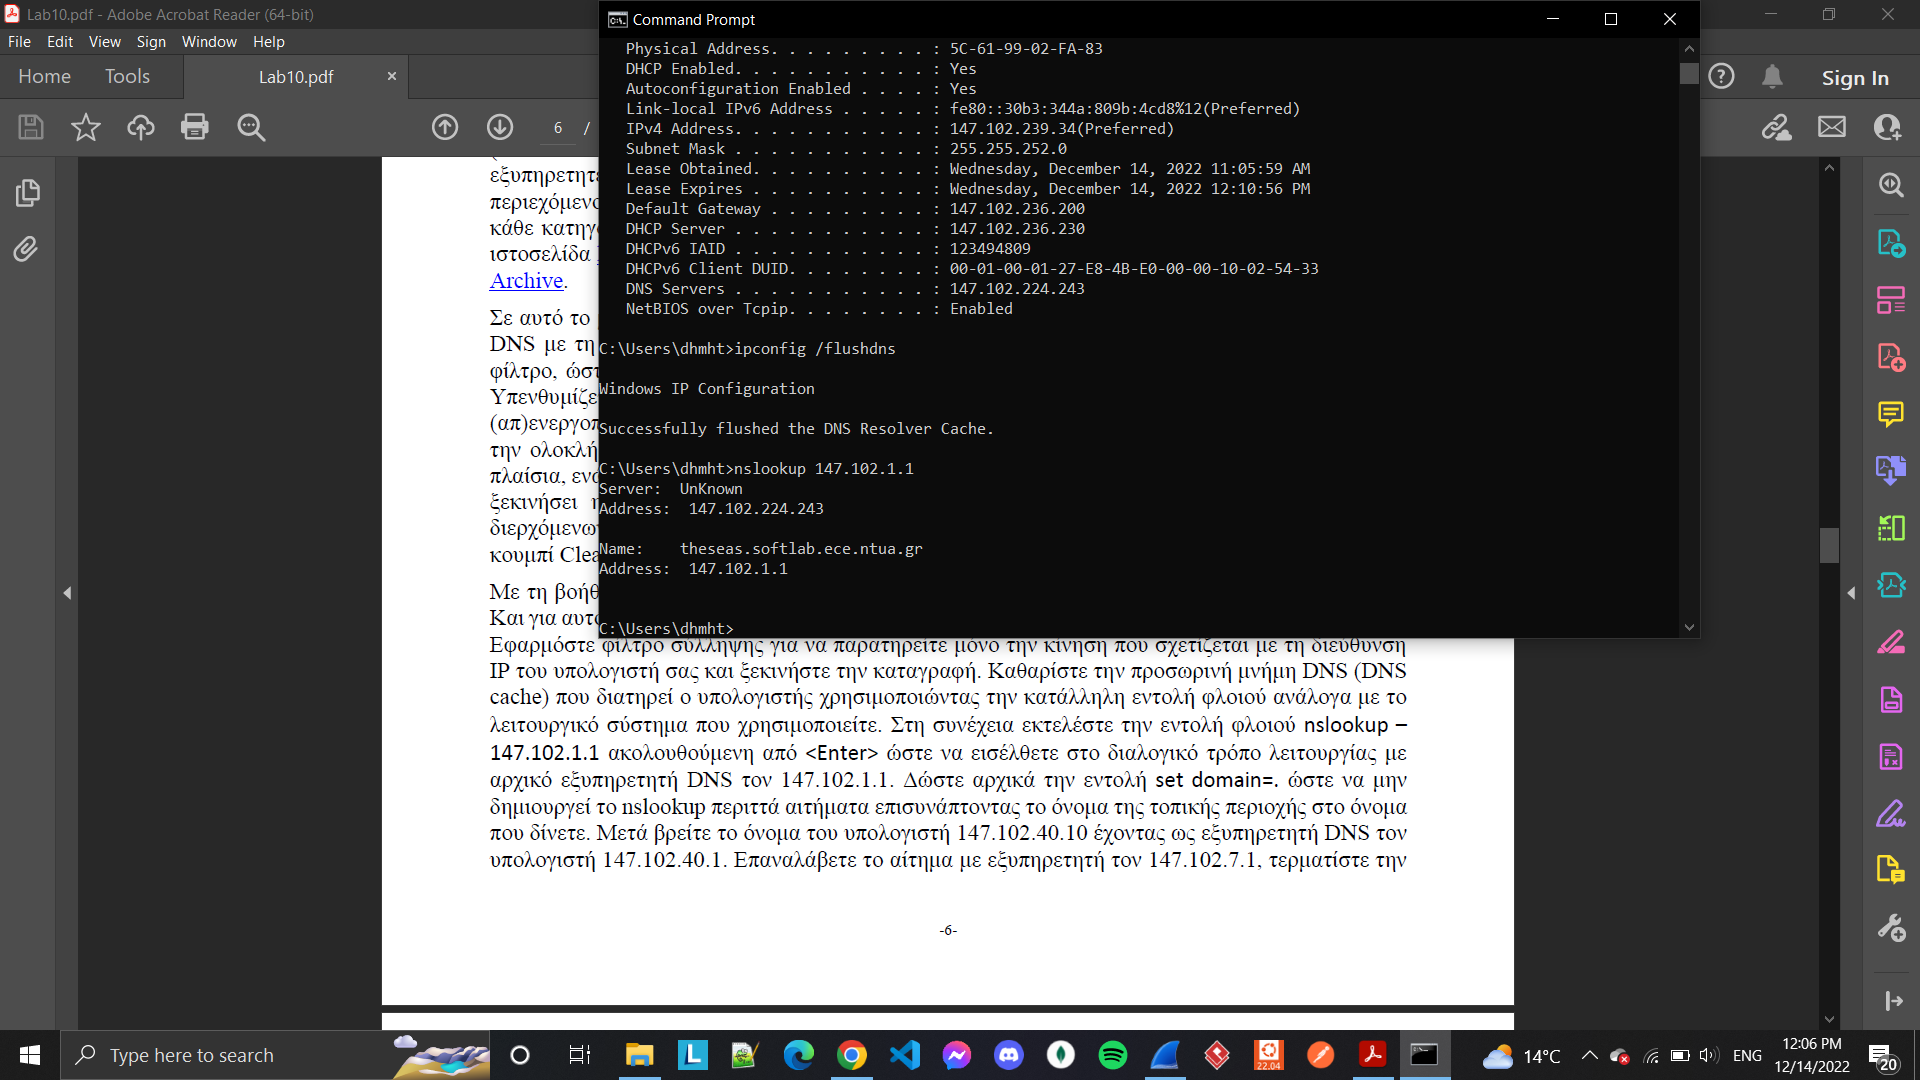 Lab10.pdf - Adobe Acrobat Reader (64-bit)
File Edit View Sign Window Help
Home Tools Lab10.pdf ×
Sign In
6 /
Command Prompt
Physical Address. . . . . . . . . : 5C-61-99-02-FA-83
DHCP Enabled. . . . . . . . . . . : Yes
Autoconfiguration Enabled . . . . : Yes
Link-local IPv6 Address . . . . . : fe80::30b3:344a:809b:4cd8%12(Preferred)
IPv4 Address. . . . . . . . . . . : 147.102.239.34(Preferred)
Subnet Mask . . . . . . . . . . . : 255.255.252.0
Lease Obtained. . . . . . . . . . : Wednesday, December 14, 2022 11:05:59 AM
Lease Expires . . . . . . . . . . : Wednesday, December 14, 2022 12:10:56 PM
Default Gateway . . . . . . . . . : 147.102.236.200
DHCP Server . . . . . . . . . . . : 147.102.236.230
DHCPv6 IAID . . . . . . . . . . . : 123494809
DHCPv6 Client DUID. . . . . . . . : 00-01-00-01-27-E8-4B-E0-00-00-10-02-54-33
DNS Servers . . . . . . . . . . . : 147.102.224.243
NetBIOS over Tcpip. . . . . . . . : Enabled
C:\Users\dhmht>ipconfig /flushdns
Windows IP Configuration
Successfully flushed the DNS Resolver Cache.
C:\Users\dhmht>nslookup 147.102.1.1
Server: UnKnown
Address: 147.102.224.243
Name: theseas.softlab.ece.ntua.gr
Address: 147.102.1.1
C:\Users\dhmht>
εξυπηρετητ
περιεχόμενο
κάθε κατηγ
ιστοσελίδα
Archive.
Σε αυτό το
DNS με τη
φίλτρο, ώστ
Υπενθυμίζε
(απ)ενεργοπ
την ολοκλή
πλαίσια, ενώ
ξεκινήσει η
διερχόμενω
κουμπί Clea
Με τη βοήθ
Και για αυτό
Εφαρμόστε φίλτρο σύλληψης για να παρατηρείτε μόνο την κίνηση που σχετίζεται με τη διεύθυνση
IP του υπολογιστή σας και ξεκινήστε την καταγραφή. Καθαρίστε την προσωρινή μνήμη DNS (DNS
cache) που διατηρεί ο υπολογιστής χρησιμοποιώντας την κατάλληλη εντολή φλοιού ανάλογα με το
λειτουργικό σύστημα που χρησιμοποιείτε. Στη συνέχεια εκτελέστε την εντολή φλοιού nslookup –
147.102.1.1 ακολουθούμενη από <Enter> ώστε να εισέλθετε στο διαλογικό τρόπο λειτουργίας με
αρχικό εξυπηρετητή DNS τον 147.102.1.1. Δώστε αρχικά την εντολή set domain=. ώστε να μην
δημιουργεί το nslookup περιττά αιτήματα επισυνάπτοντας το όνομα της τοπικής περιοχής στο όνομα
που δίνετε. Μετά βρείτε το όνομα του υπολογιστή 147.102.40.10 έχοντας ως εξυπηρετητή DNS τον
υπολογιστή 147.102.40.1. Επαναλάβετε το αίτημα με εξυπηρετητή τον 147.102.7.1, τερματίστε την
-6-
Type here to search
22.04
14°C
ENG
12:06 PM
12/14/2022
20